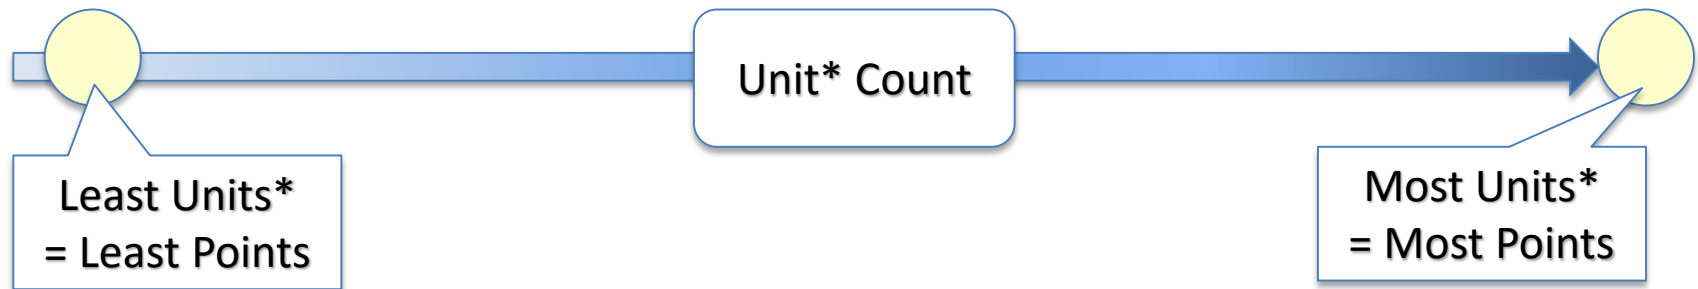 Unit* Count
Least Units*
= Least Points
Most Units*
= Most Points